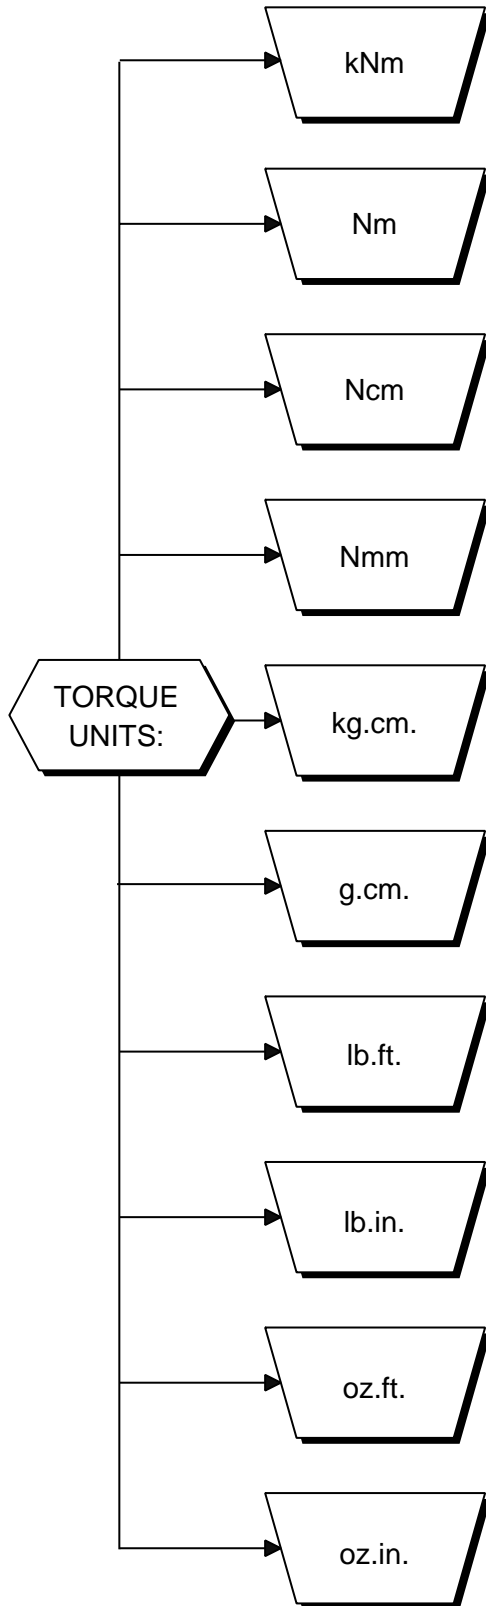 kNm
Nm
Ncm
Nmm
TORQUE
UNITS:
kg.cm.
g.cm.
lb.ft.
lb.in.
oz.ft.
oz.in.